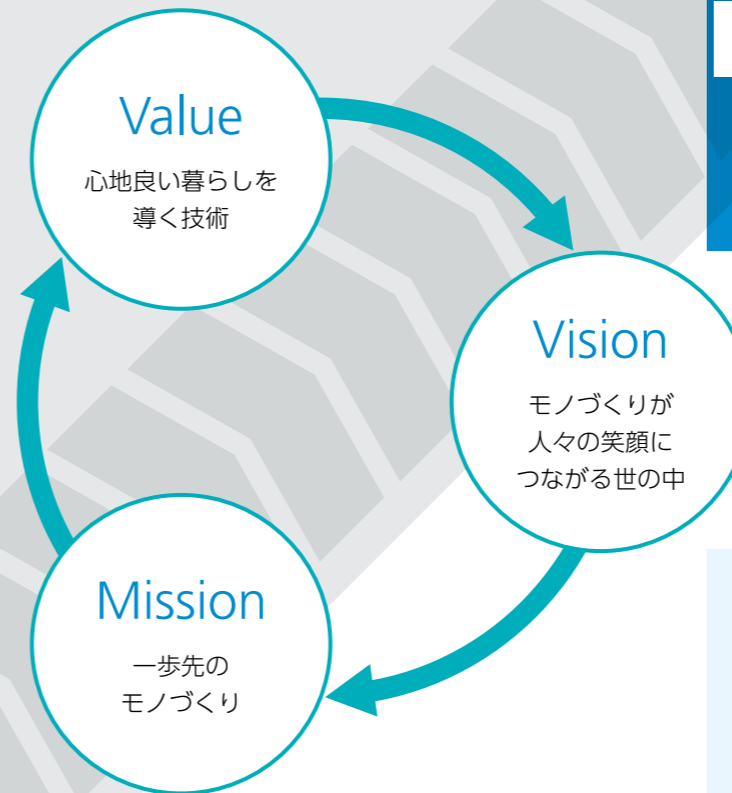 Value
心地良い暮らしを
導く技術
Vision
モノづくりが
人々の笑顔に
つながる世の中
Mission
一歩先の
モノづくり